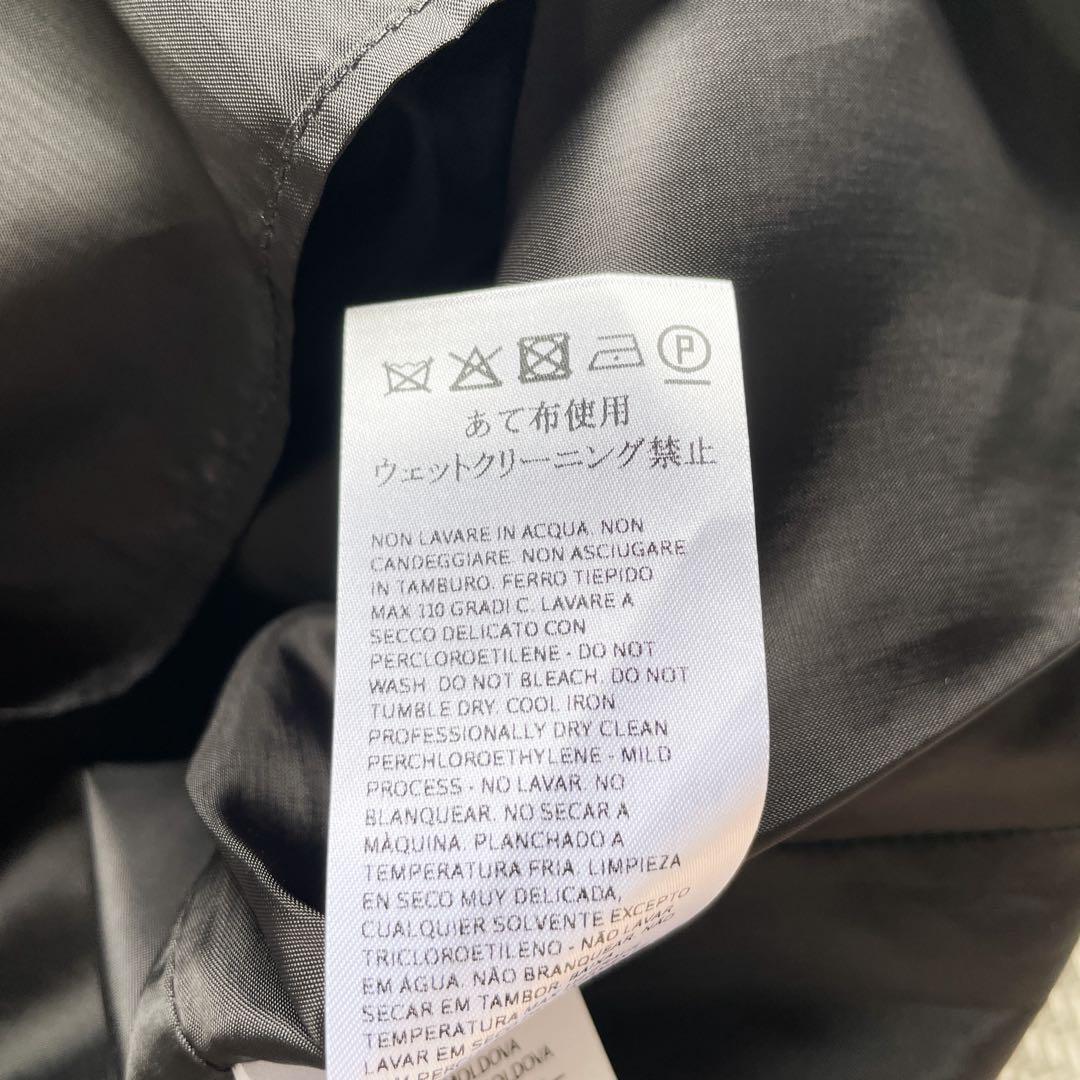 P
あて布使用
ウェットクリーニング禁止
NON LAVARE IN ACQUA. NON
CANDEGGIARE. NON ASCIUGARE
IN TAMBURO. FERRO TIEPIDO
MAX 110 GRADI C. LAVARE A
SECCO DELICATO CON
PERCLOROETILENE - DO NOT
WASH. DO NOT BLEACH. DO NOT
TUMBLE DRY. COOL IRON
PROFESSIONALLY DRY CLEAN
PERCHLOROETHYLENE - MILD
PROCESS - NO LAVAR. NO
BLANQUEAR. NO SECAR A
MÀQUINA. PLANCHADO A
TEMPERATURA FRIA. LIMPIEZA
EN SECO MUY DELICADA,
CUALQUIER SOLVENTE EXCEPTO
TRICLOROETILENO - NÃO LAVAR
EM ÁGUA. NÃO BRANQUEAR. NÃO
SECAR EM TAMBOR.
TEMPERATURA
LAVAR EM
MOLDOVA
MOLDOVA